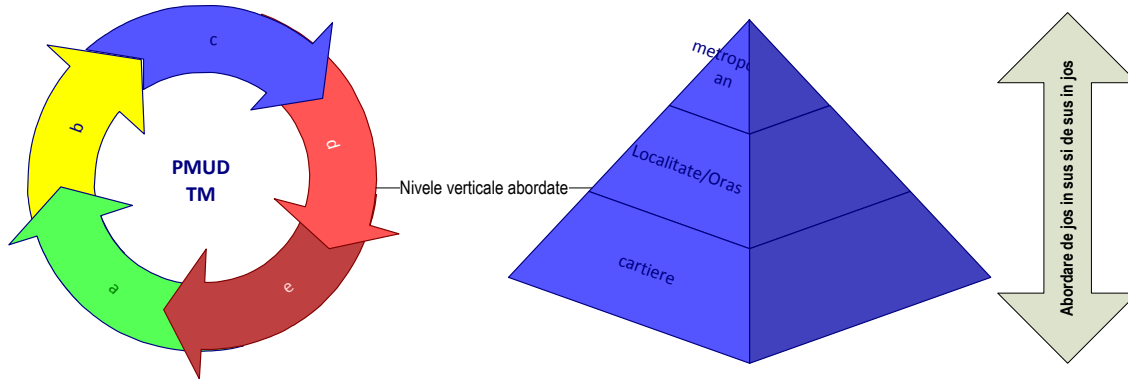 c
b
d
PMUD
TM
a
e
Nivele verticale abordate
metropo
an
Localitate/Oras
cartiere
Abordare de jos in sus si de sus in jos